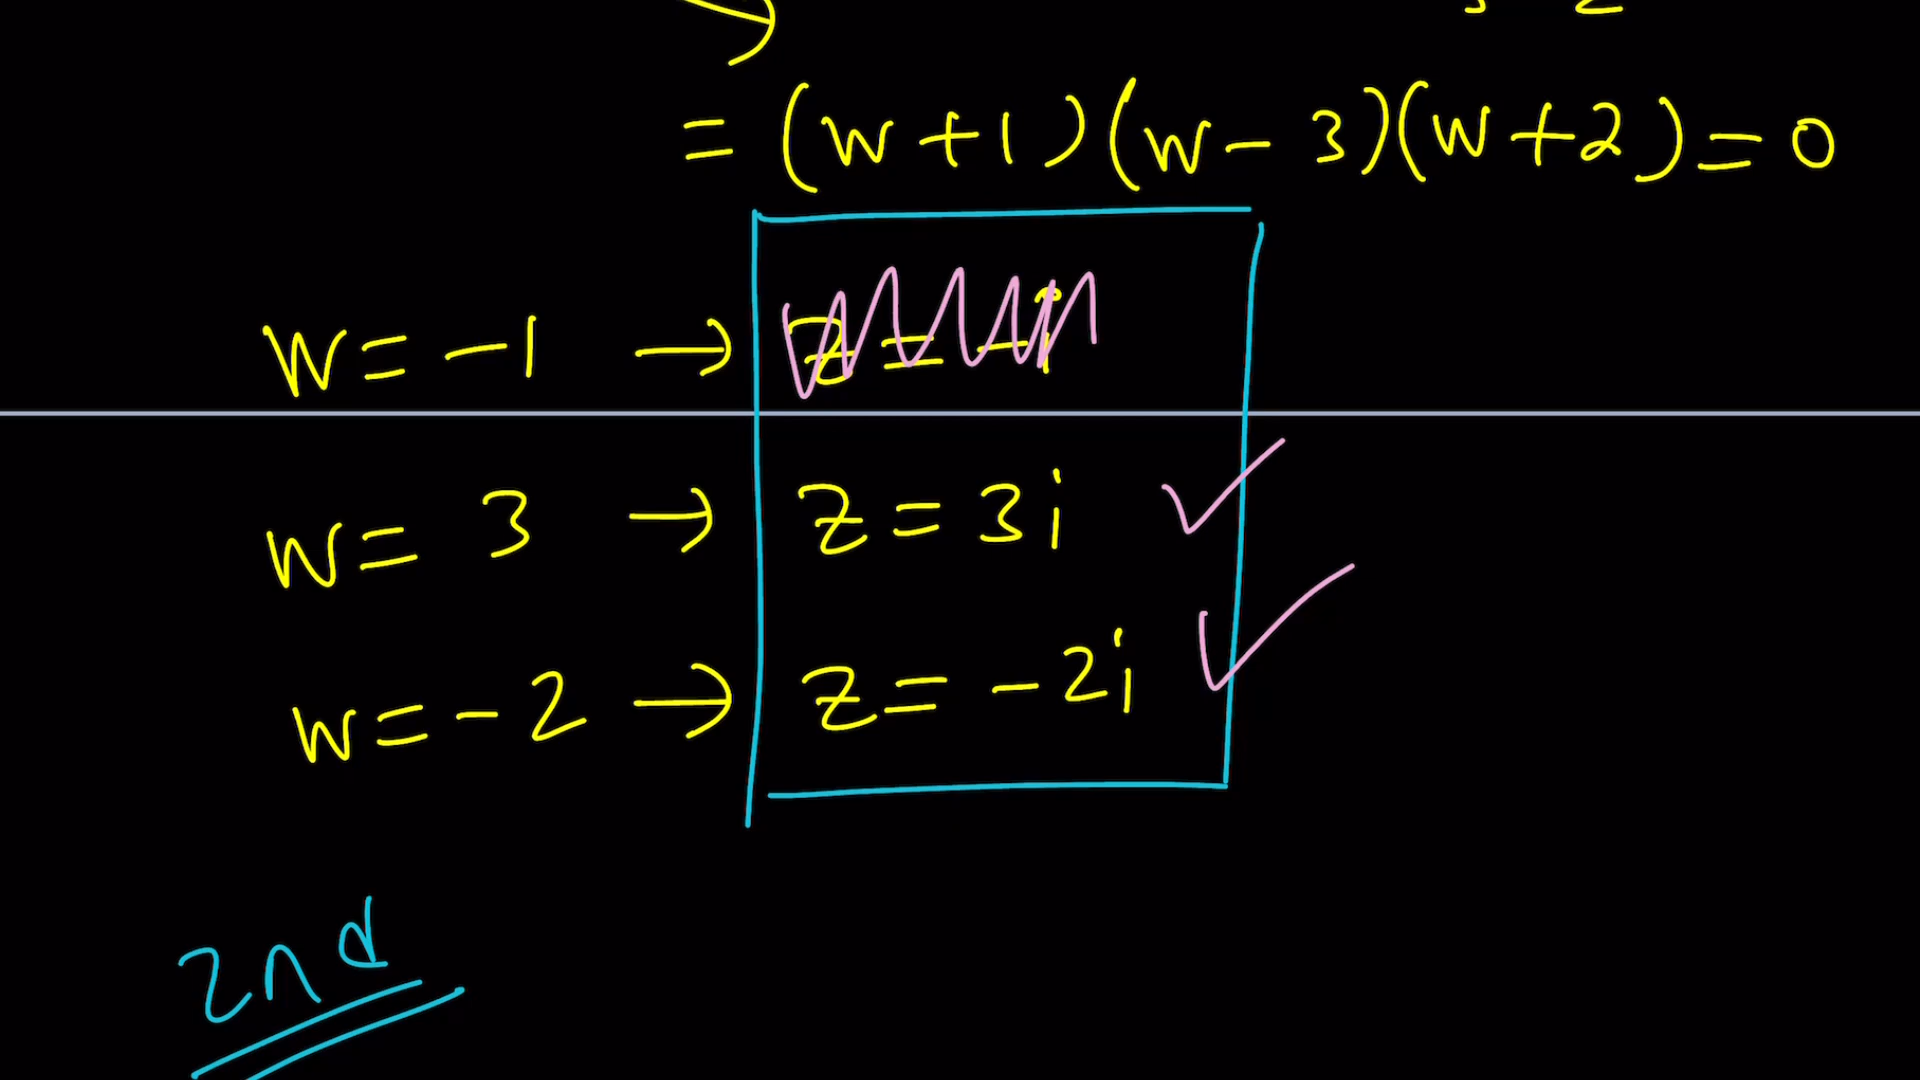 = (w+1)(w-3)(w+2)=0
w = -1 → z = -i
w = 3 → z = 3i
w = -2 → z = -2i
2nd